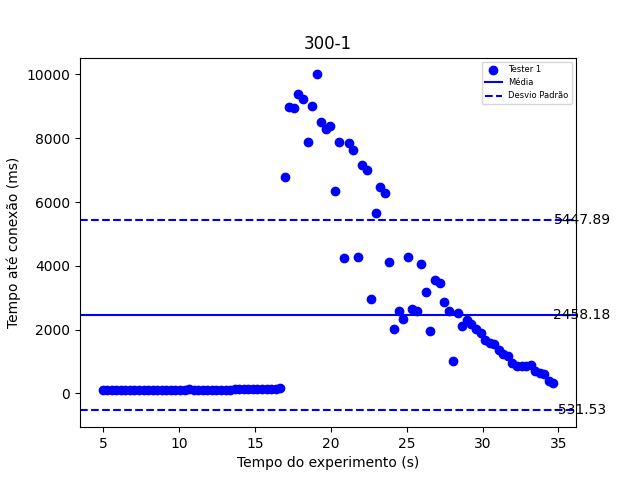 300-1
10000
8000
6000
4000
2000
0
Tempo até conexão (ms)
Tester 1
Média
Desvio Padrão
5447.89
2458.18
-531.53
5 10 15 20 25 30 35
Tempo do experimento (s)